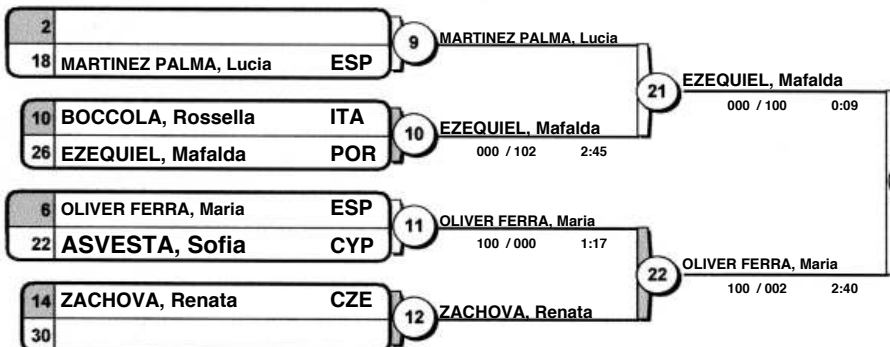 2
18 MARTINEZ PALMA, Lucia ESP
9
MARTINEZ PALMA, Lucia
10 BOCCOLA, Rossella ITA
26 EZEQUIEL, Mafalda POR
10
EZEQUIEL, Mafalda
000 / 102 2:45
21
EZEQUIEL, Mafalda
000 / 100 0:09
6 OLIVER FERRA, Maria ESP
22 ASVESTA, Sofia CYP
11
OLIVER FERRA, Maria
100 / 000 1:17
14 ZACHOVA, Renata CZE
30
12
ZACHOVA, Renata
22
OLIVER FERRA, Maria
100 / 002 2:40